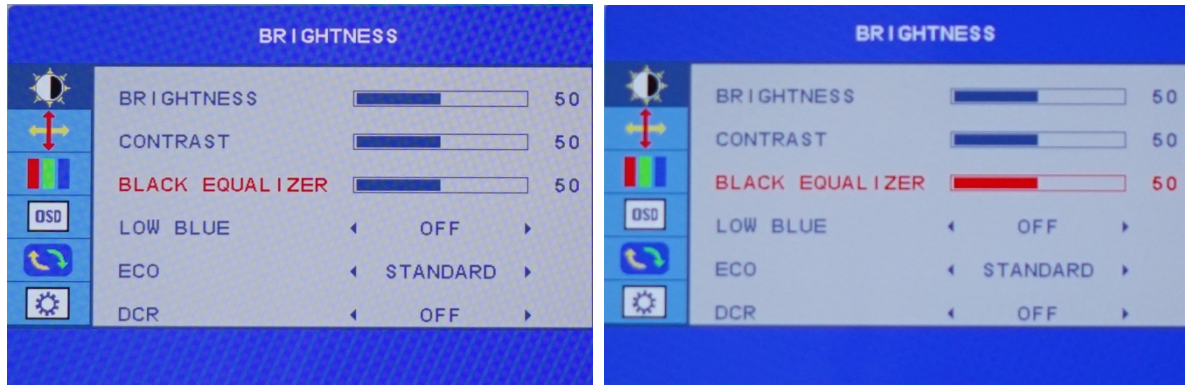 BRIGHTNESS
BRIGHTNESS 50
CONTRAST 50
BLACK EQUALIZER 50
OSD
LOW BLUE OFF
ECO STANDARD
DCR OFF
BRIGHTNESS
BRIGHTNESS 50
CONTRAST 50
BLACK EQUALIZER 50
OSD
LOW BLUE OFF
ECO STANDARD
DCR OFF